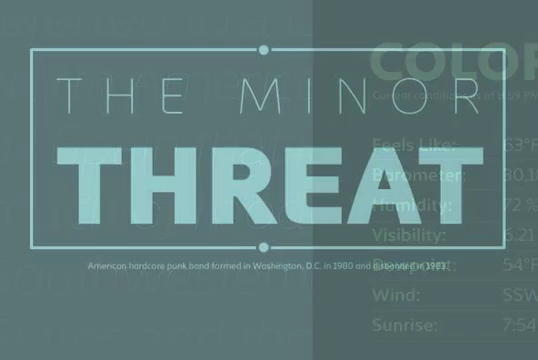 COLOR
THE MINOR
THREAT
Feels Like: 63°F
Barometer: 30.1
Humidity: 72 %
Visibility: 6.21
54°F
Wind: SSW
Sunrise: 7:54
American hardcore punk band formed in Washington, D.C. in 1980 and disbanded in 1983.